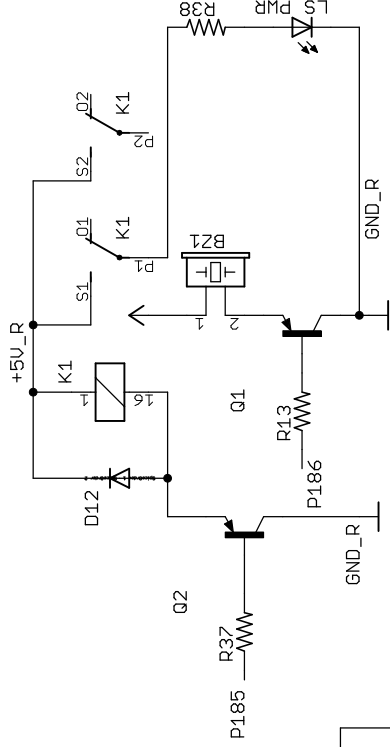 R38
LS
PWR
O2
K1
P2
S2
O1
K1
P1
S1
GND_R
BZ1
1
2
+5V_R
K1
1
16
Q1
R13
P186
D12
GND_R
Q2
R37
P185